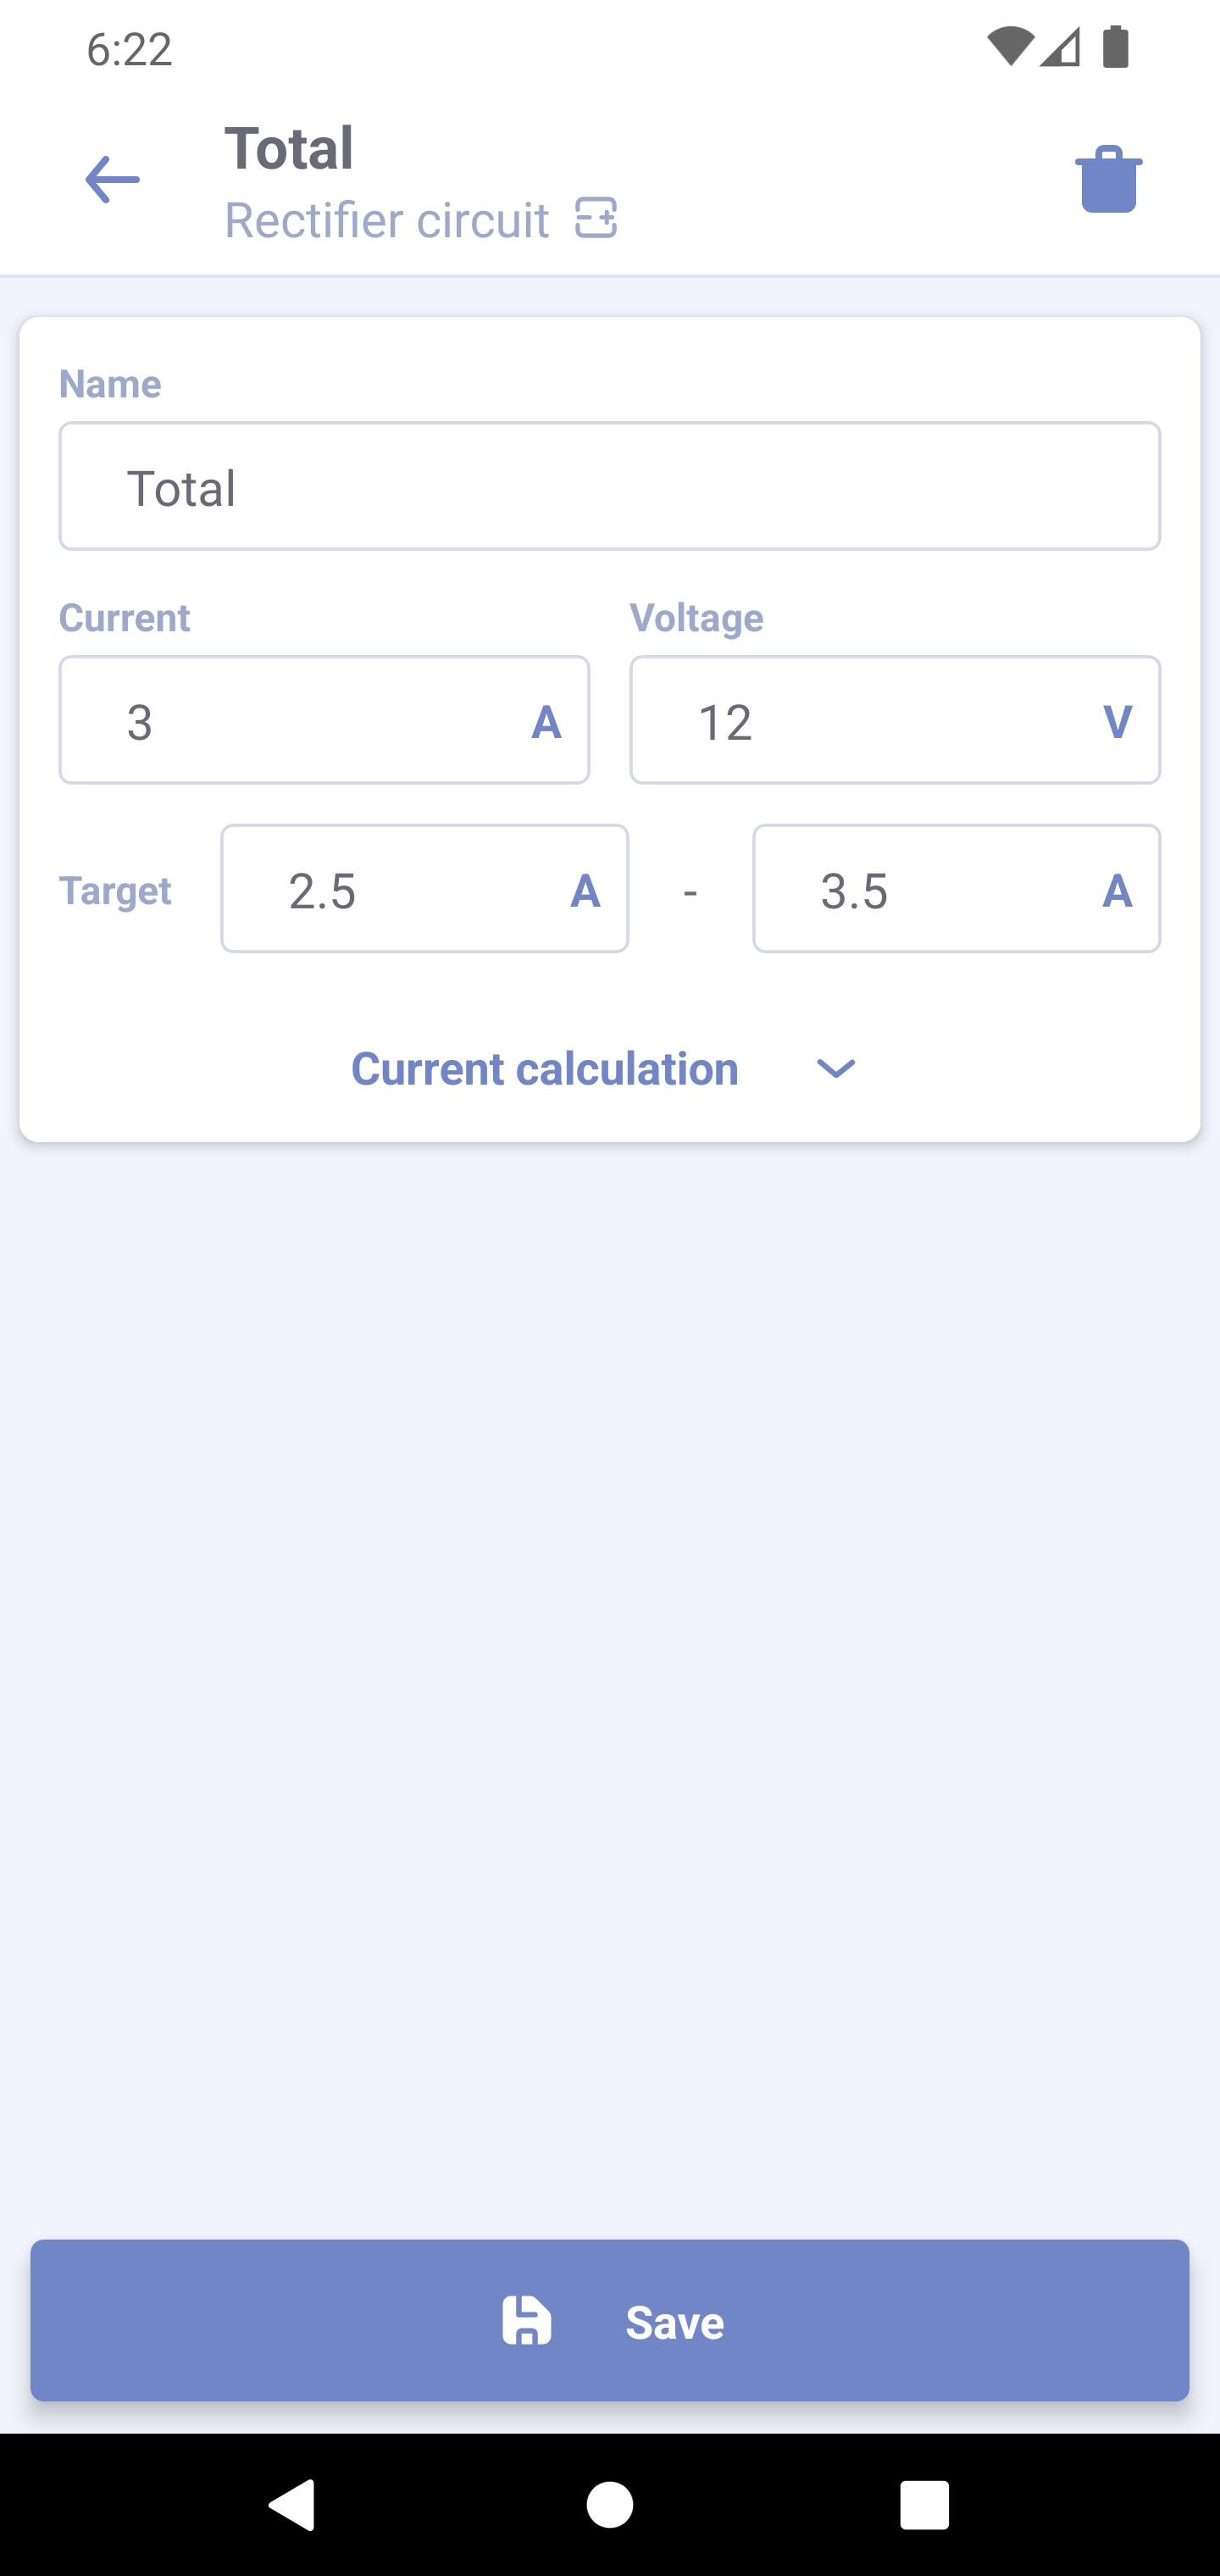 6:22
Total
Rectifier circuit
Name
Total
Current Voltage
3 A 12 V
Target 2.5 A - 3.5 A
Current calculation
Save